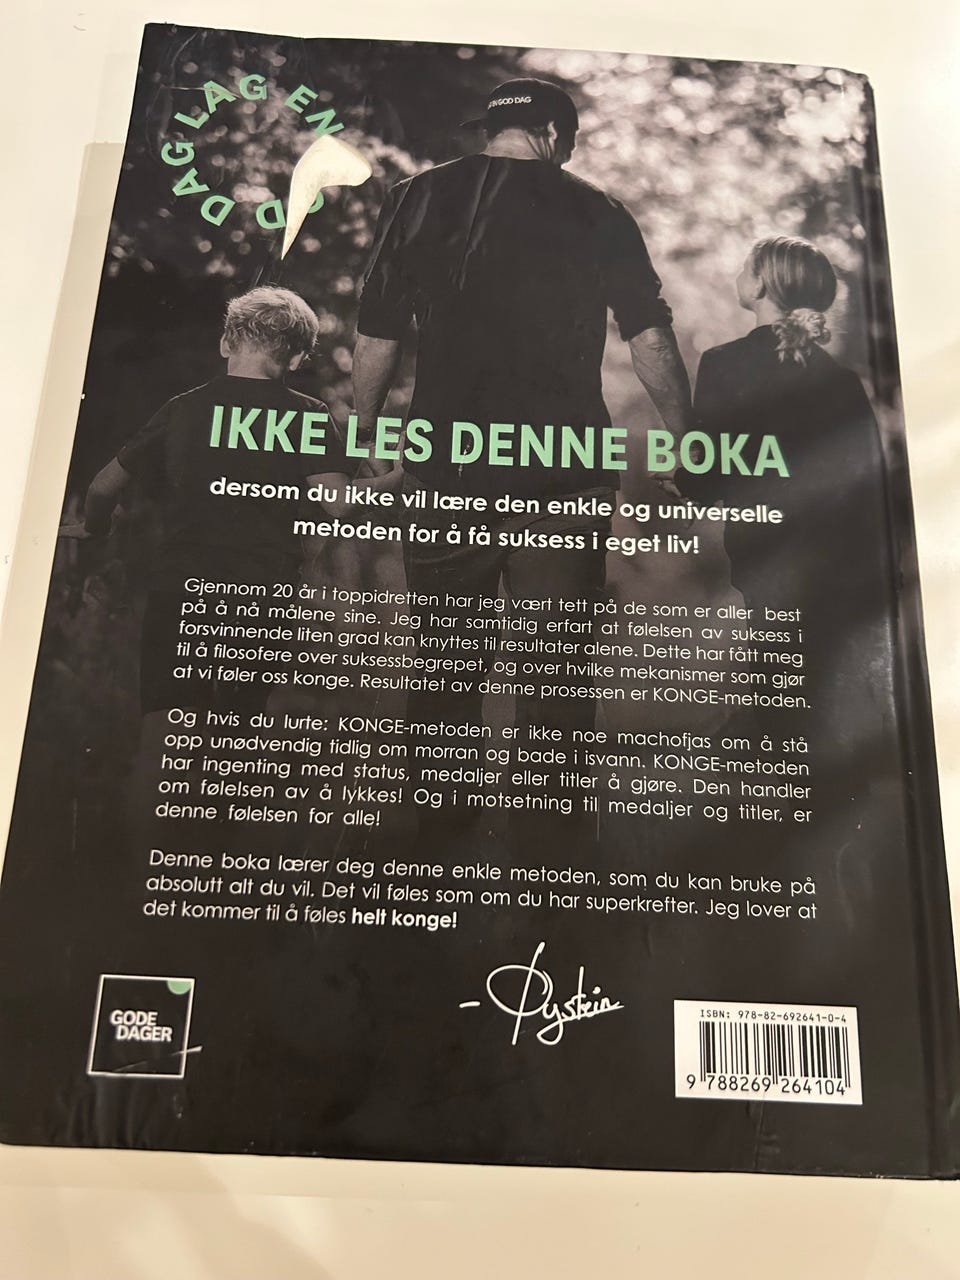 LAG EN
D DAG
EN GOD DAG
IKKE LES DENNE BOKA
dersom du ikke vil lære den enkle og universelle
metoden for å få suksess i eget liv!
Gjennom 20 år i toppidretten har jeg vært tett på de som er aller best
på å nå målene sine. Jeg har samtidig erfart at følelsen av suksess i
forsvinnende liten grad kan knyttes til resultater alene. Dette har fått meg
til å filosofere over suksessbegrepet, og over hvilke mekanismer som gjør
at vi føler oss konge. Resultatet av denne prosessen er KONGE-metoden.
Og hvis du lurte: KONGE-metoden er ikke noe machofjas om å stå
opp unødvendig tidlig om morran og bade i isvann. KONGE-metoden
har ingenting med status, medaljer eller titler å gjøre. Den handler
om følelsen av å lykkes! Og i motsetning til medaljer og titler, er
denne følelsen for alle!
Denne boka lærer deg denne enkle metoden, som du kan bruke på
absolutt alt du vil. Det vil føles som om du har superkrefter. Jeg lover at
det kommer til å føles helt konge!
- Øystein
GODE
DAGER
ISBN: 978-82-692641-0-4
9 788269 264104